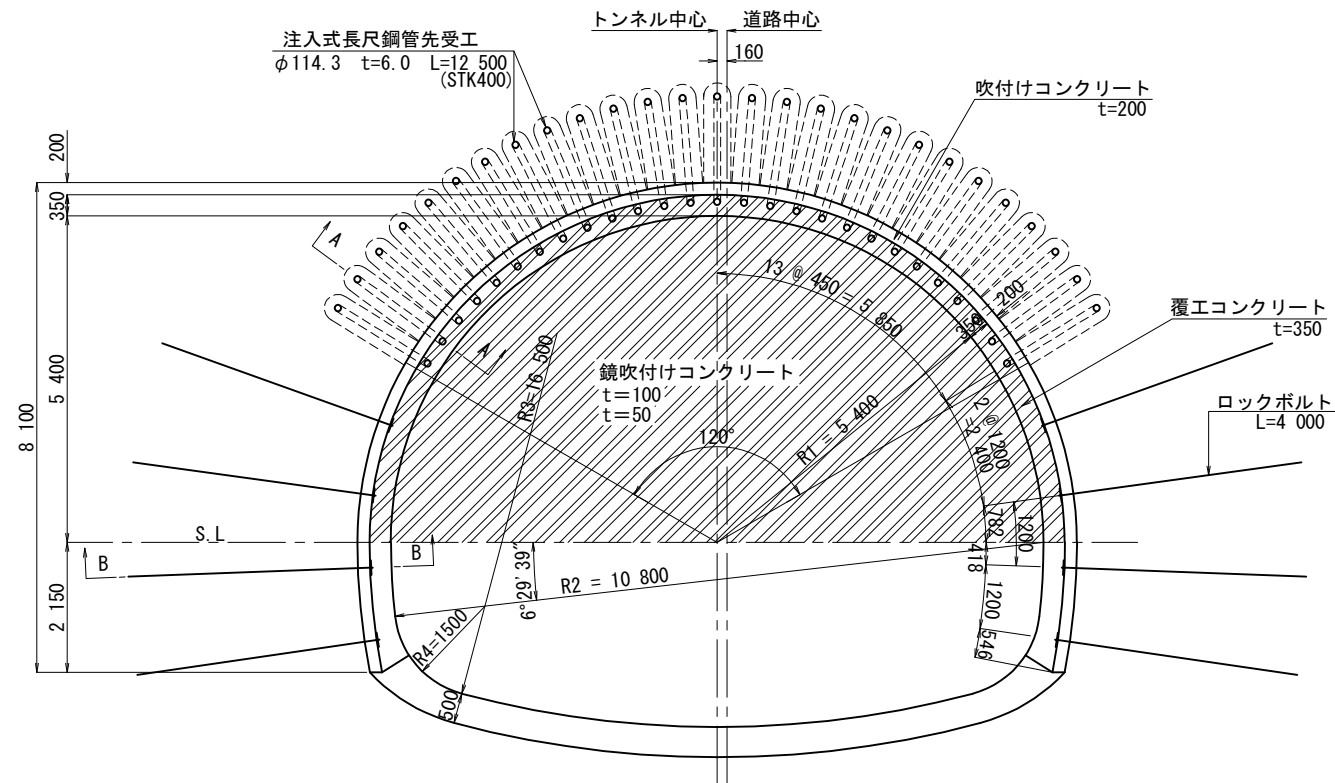 トンネル中心 道路中心
160
注入式長尺鋼管先受工
φ114.3 t=6.0 L=12 500
(STK400)
吹付けコンクリート
t=200
200
350
5 400
8 100
2 150
A
A
13 @ 450 = 5 850
200
350
覆工コンクリート
t=350
鏡吹付けコンクリート
t=100
t=50
R3=16 500
R1 = 5 400
120°
2 @ 1200
=2 400
ロックボルト
L=4 000
S.L
B
B
782
1200
418
6°29′39″
R2 = 10 800
1200
546
R4=1500
500